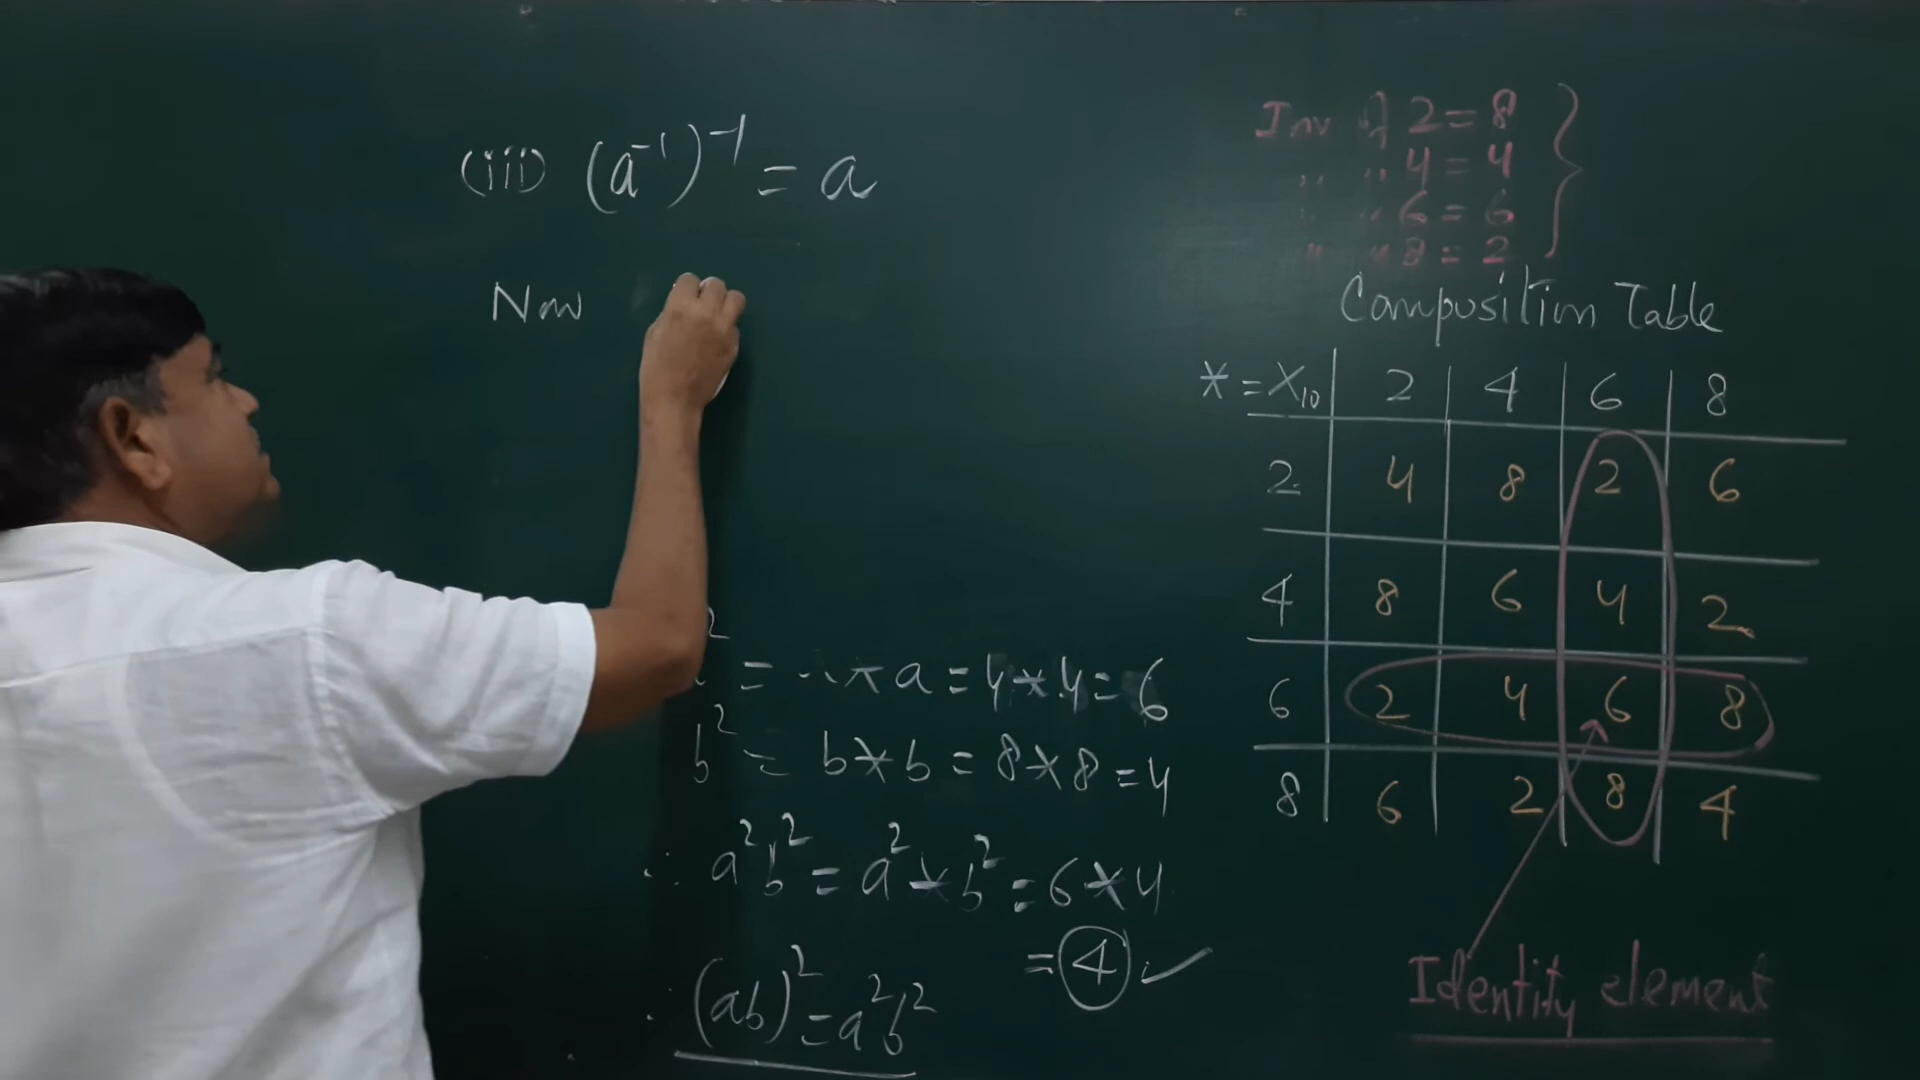 (iii) (a⁻¹)⁻¹ = a
Now
= a = 4*4 = 6
b² = b*b = 8*8 = 4
∴ a²b² = a²*b² = 6*4
= 4 ✓
∴ (ab)² = a²b²
Inv of 2 = 8
" " 4 = 4
" " 6 = 6
" " 8 = 2
Composition Table
* = X₁₀ 2 4 6 8
2 4 8 2 6
4 8 6 4 2
6 2 4 6 8
8 6 2 8 4
Identity element